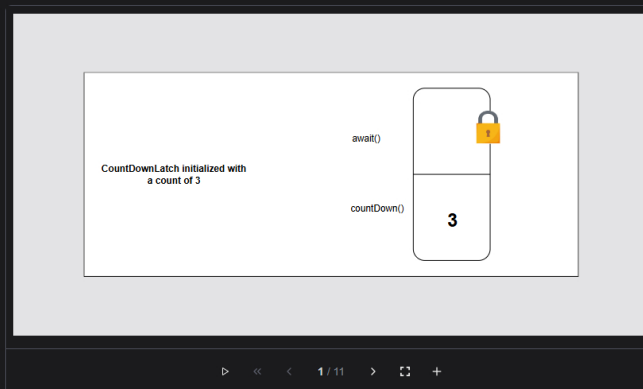 await()
CountDownLatch initialized with
a count of 3
countDown()
3
1 / 11